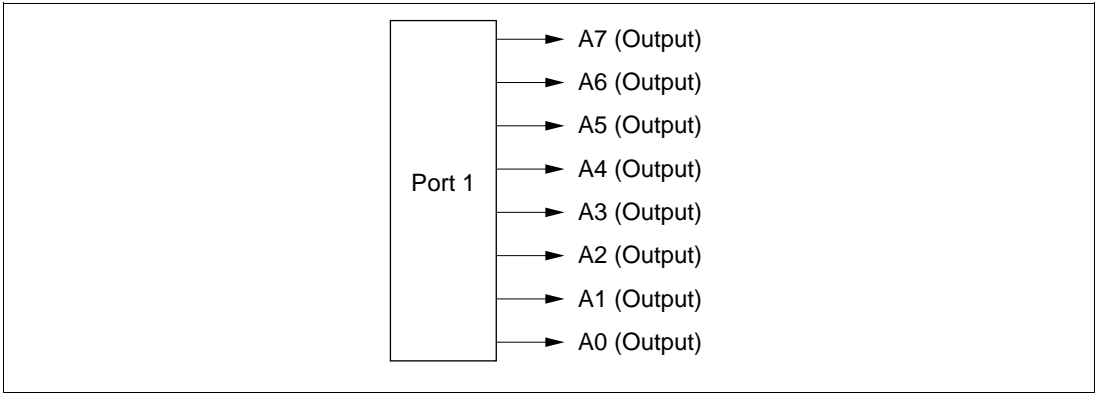 A7 (Output)
A6 (Output)
A5 (Output)
A4 (Output)
Port 1
A3 (Output)
A2 (Output)
A1 (Output)
A0 (Output)